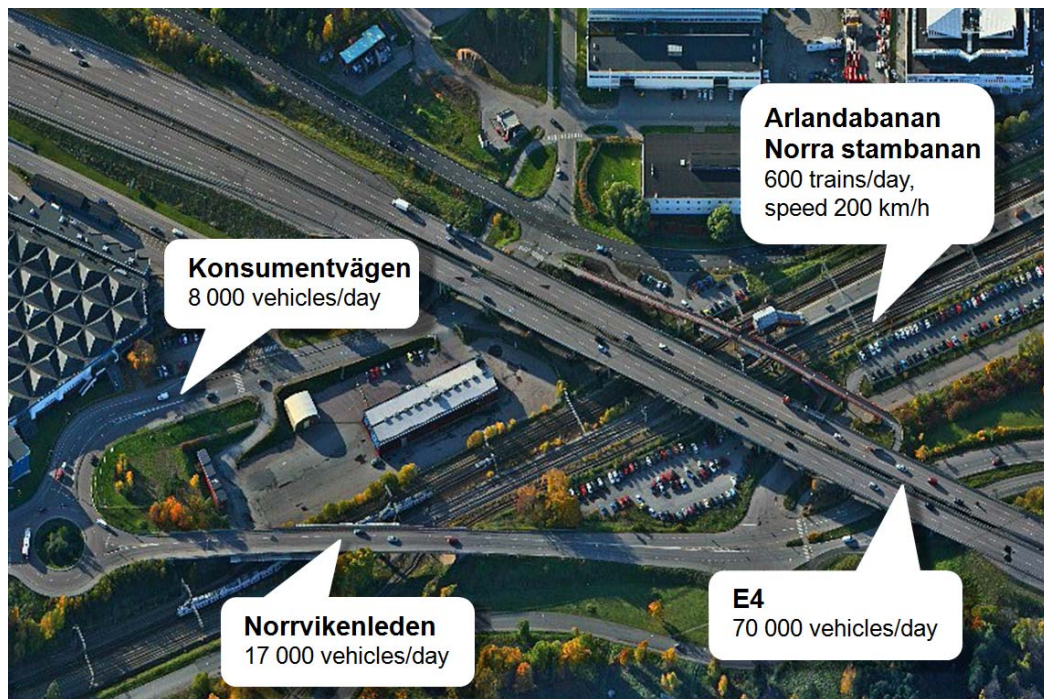 Arlandabanan
Norra stambanan
600 trains/day,
speed 200 km/h
Konsumentvägen
8 000 vehicles/day
Norrvikenleden
17 000 vehicles/day
E4
70 000 vehicles/day